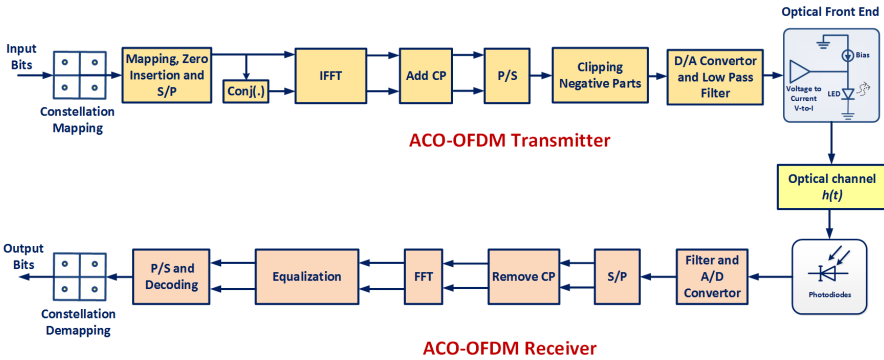 Optical Front End
Input
Bits
Constellation
Mapping
Mapping, Zero
Insertion and
S/P
Conj(.)
IFFT
Add CP
P/S
Clipping
Negative Parts
D/A Convertor
and Low Pass
Filter
Bias
Voltage to
Current
V-to-I
LED
ACO-OFDM Transmitter
Optical channel
h(t)
Output
Bits
Constellation
Demapping
P/S and
Decoding
Equalization
FFT
Remove CP
S/P
Filter and
A/D
Convertor
Photodiodes
ACO-OFDM Receiver